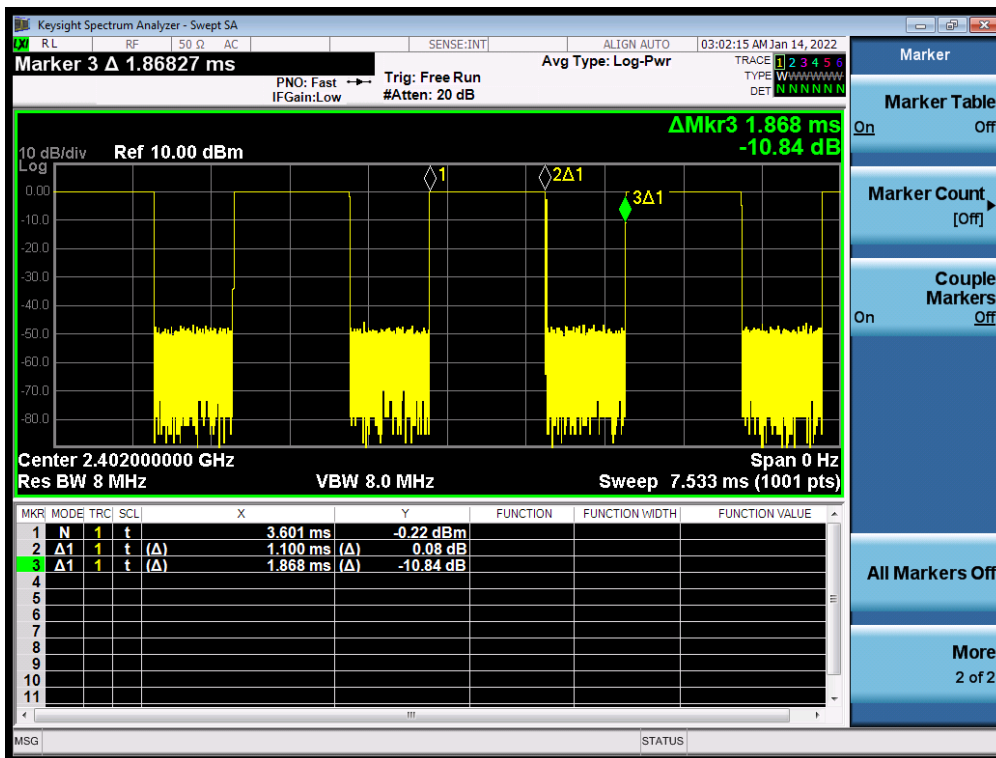 Keysight Spectrum Analyzer - Swept SA
LXI RL RF 50 Ω AC SENSE:INT ALIGN AUTO 03:02:15 AM Jan 14, 2022
Marker 3 Δ 1.86827 ms
PNO: Fast
IFGain:Low
Trig: Free Run
#Atten: 20 dB
Avg Type: Log-Pwr
TRACE 1 2 3 4 5 6
TYPE WWWWWW
DET N N N N N N
ΔMkr3 1.868 ms
-10.84 dB
10 dB/div Ref 10.00 dBm
Log
1
2Δ1
3Δ1
0.00
-10.0
-20.0
-30.0
-40.0
-50.0
-60.0
-70.0
-80.0
Center 2.402000000 GHz Span 0 Hz
Res BW 8 MHz VBW 8.0 MHz Sweep 7.533 ms (1001 pts)
MKR MODE TRC SCL X Y FUNCTION FUNCTION WIDTH FUNCTION VALUE
1 N 1 t 3.601 ms -0.22 dBm
2 Δ1 1 t (Δ) 1.100 ms (Δ) 0.08 dB
3 Δ1 1 t (Δ) 1.868 ms (Δ) -10.84 dB
4
5
6
7
8
9
10
11
MSG STATUS
Marker
Marker Table
On Off
Marker Count
[Off]
Couple
Markers
On Off
All Markers Off
More
2 of 2